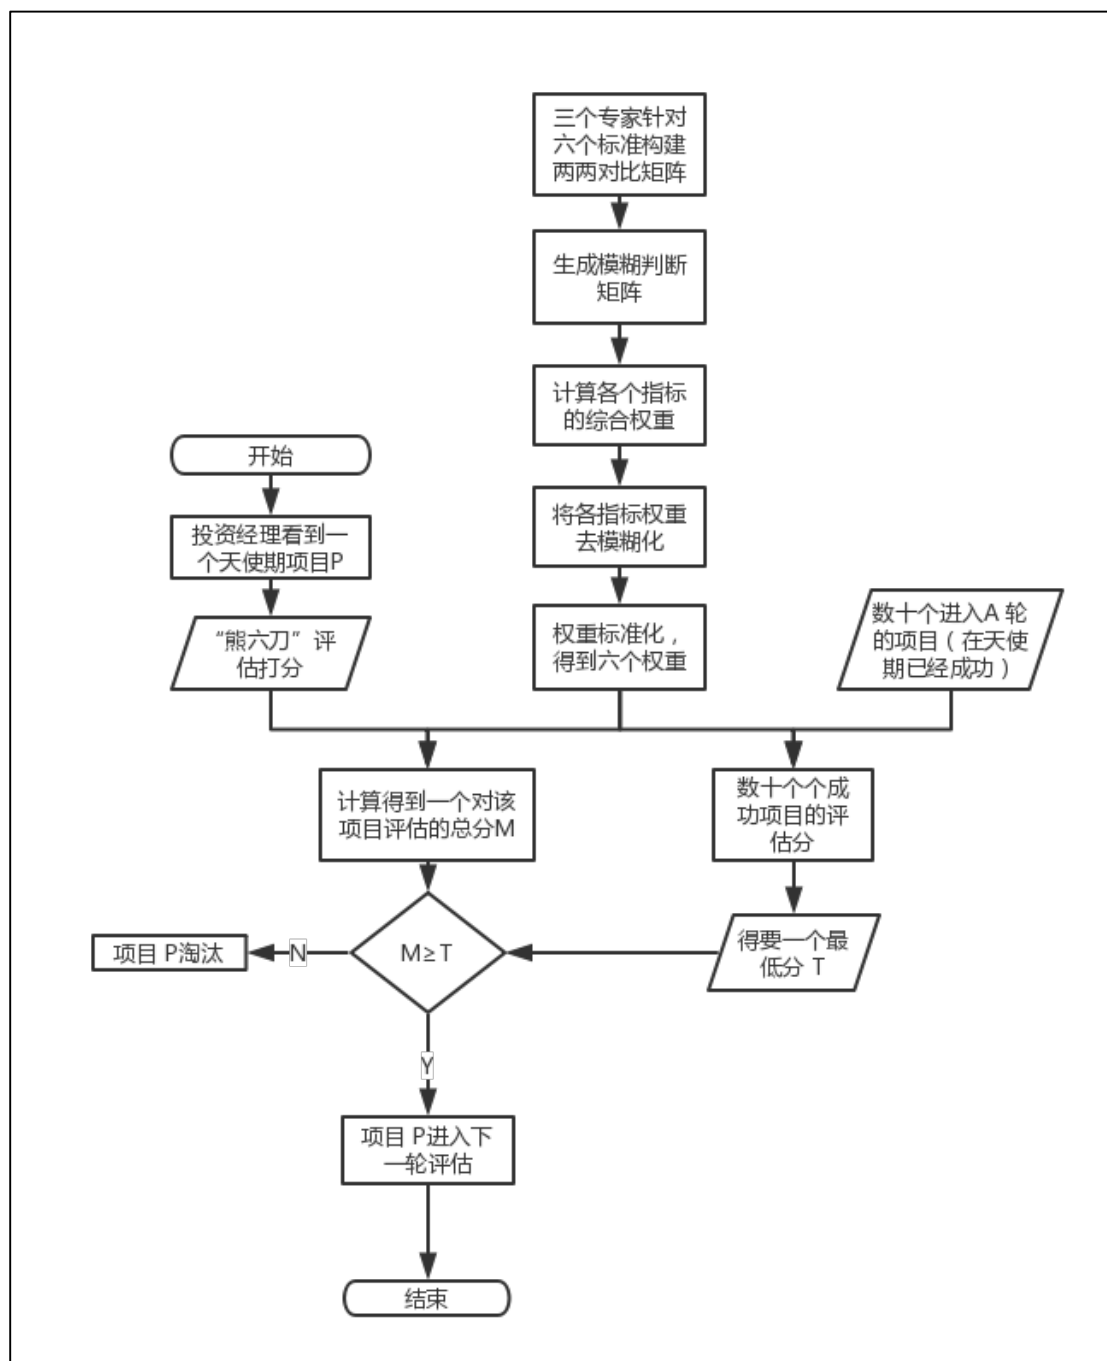 三个专家针对
六个标准构建
两两对比矩阵
生成模糊判断
矩阵
计算各个指标
的综合权重
开始
将各指标权重
去模糊化
投资经理看到一
个天使期项目P
“熊六刀”评
估打分
权重标准化，
得到六个权重
数十个进入A 轮
的项目（在天使
期已经成功）
计算得到一个对该
项目评估的总分M
数十个个成
功项目的评
估分
项目 P淘汰
N
M≥T
得要一个最
低分 T
Y
项目 P进入下
一轮评估
结束